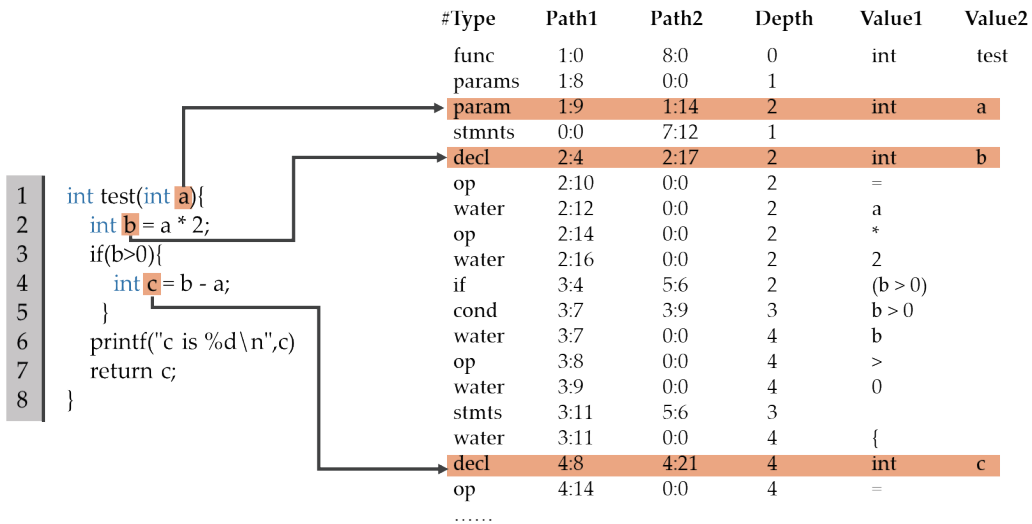 #Type Path1 Path2 Depth Value1 Value2
func 1:0 8:0 0 int test
params 1:8 0:0 1
param 1:9 1:14 2 int a
stmnts 0:0 7:12 1
decl 2:4 2:17 2 int b
op 2:10 0:0 2 =
water 2:12 0:0 2 a
op 2:14 0:0 2 *
water 2:16 0:0 2 2
if 3:4 5:6 2 (b > 0)
cond 3:7 3:9 3 b > 0
water 3:7 0:0 4 b
op 3:8 0:0 4 >
water 3:9 0:0 4 0
stmts 3:11 5:6 3
water 3:11 0:0 4 {
decl 4:8 4:21 4 int c
op 4:14 0:0 4 =
......
1 int test(int a){
2 int b = a * 2;
3 if(b>0){
4 int c = b - a;
5 }
6 printf("c is %d\n",c)
7 return c;
8 }